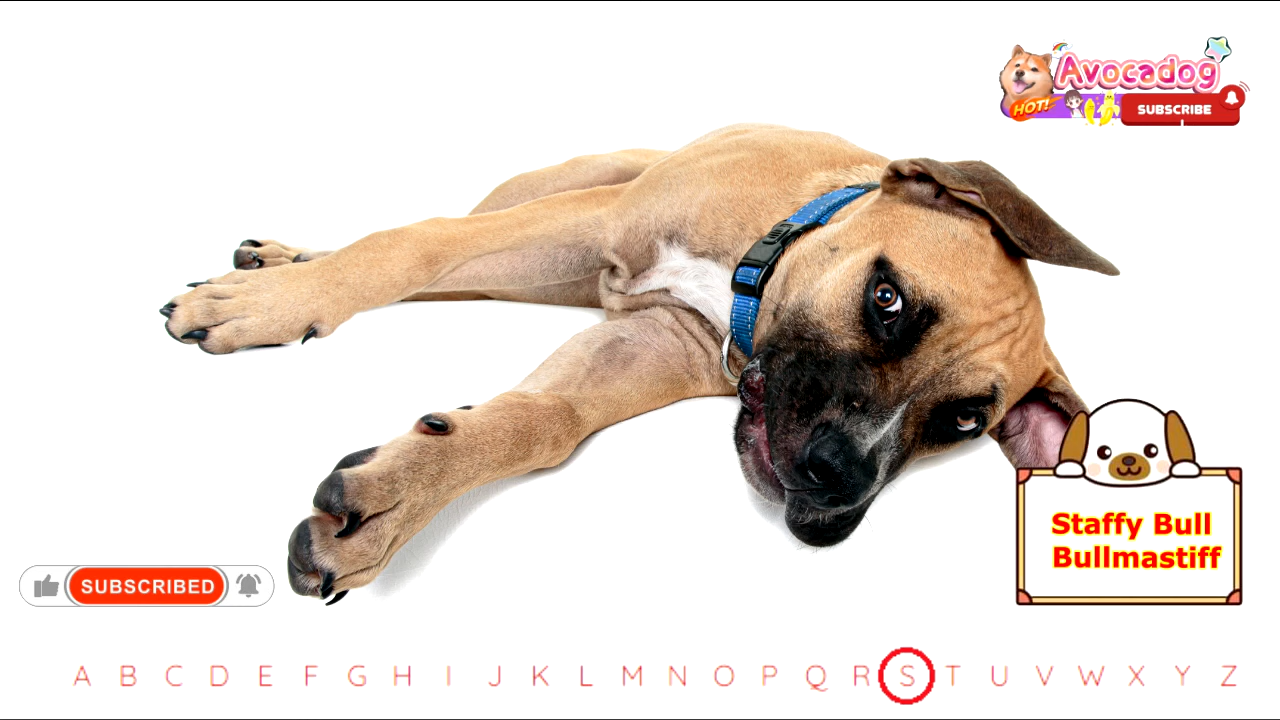 Avocadog
HOT!
SUBSCRIBE
Staffy Bull
Bullmastiff
SUBSCRIBED
A B C D E F G H I J K L M N O P Q R S T U V W X Y Z